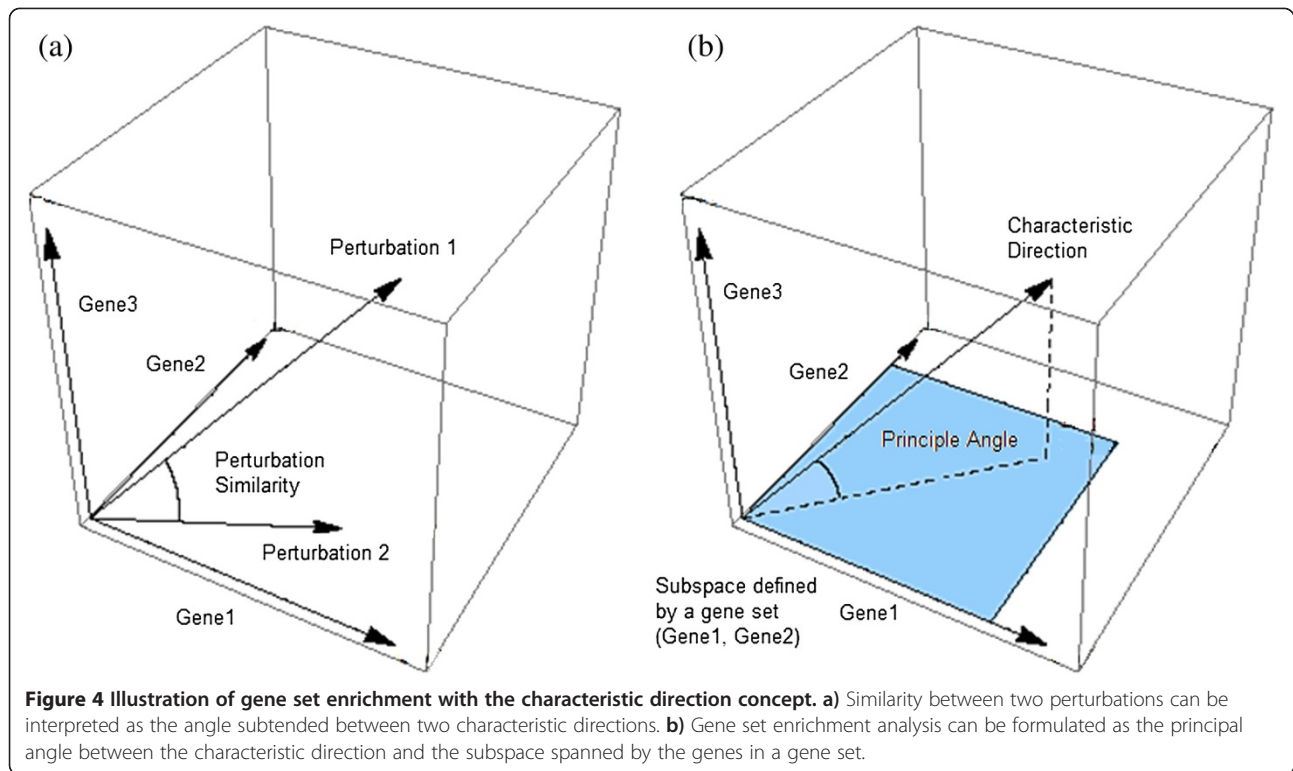 (a)
Perturbation 1
Gene3
Gene2
Perturbation
Similarity
Perturbation 2
Gene1
(b)
Characteristic
Direction
Gene3
Gene2
Principle Angle
Subspace defined
by a gene set
(Gene1, Gene2)
Gene1
Figure 4 Illustration of gene set enrichment with the characteristic direction concept. a) Similarity between two perturbations can be
interpreted as the angle subtended between two characteristic directions. b) Gene set enrichment analysis can be formulated as the principal
angle between the characteristic direction and the subspace spanned by the genes in a gene set.